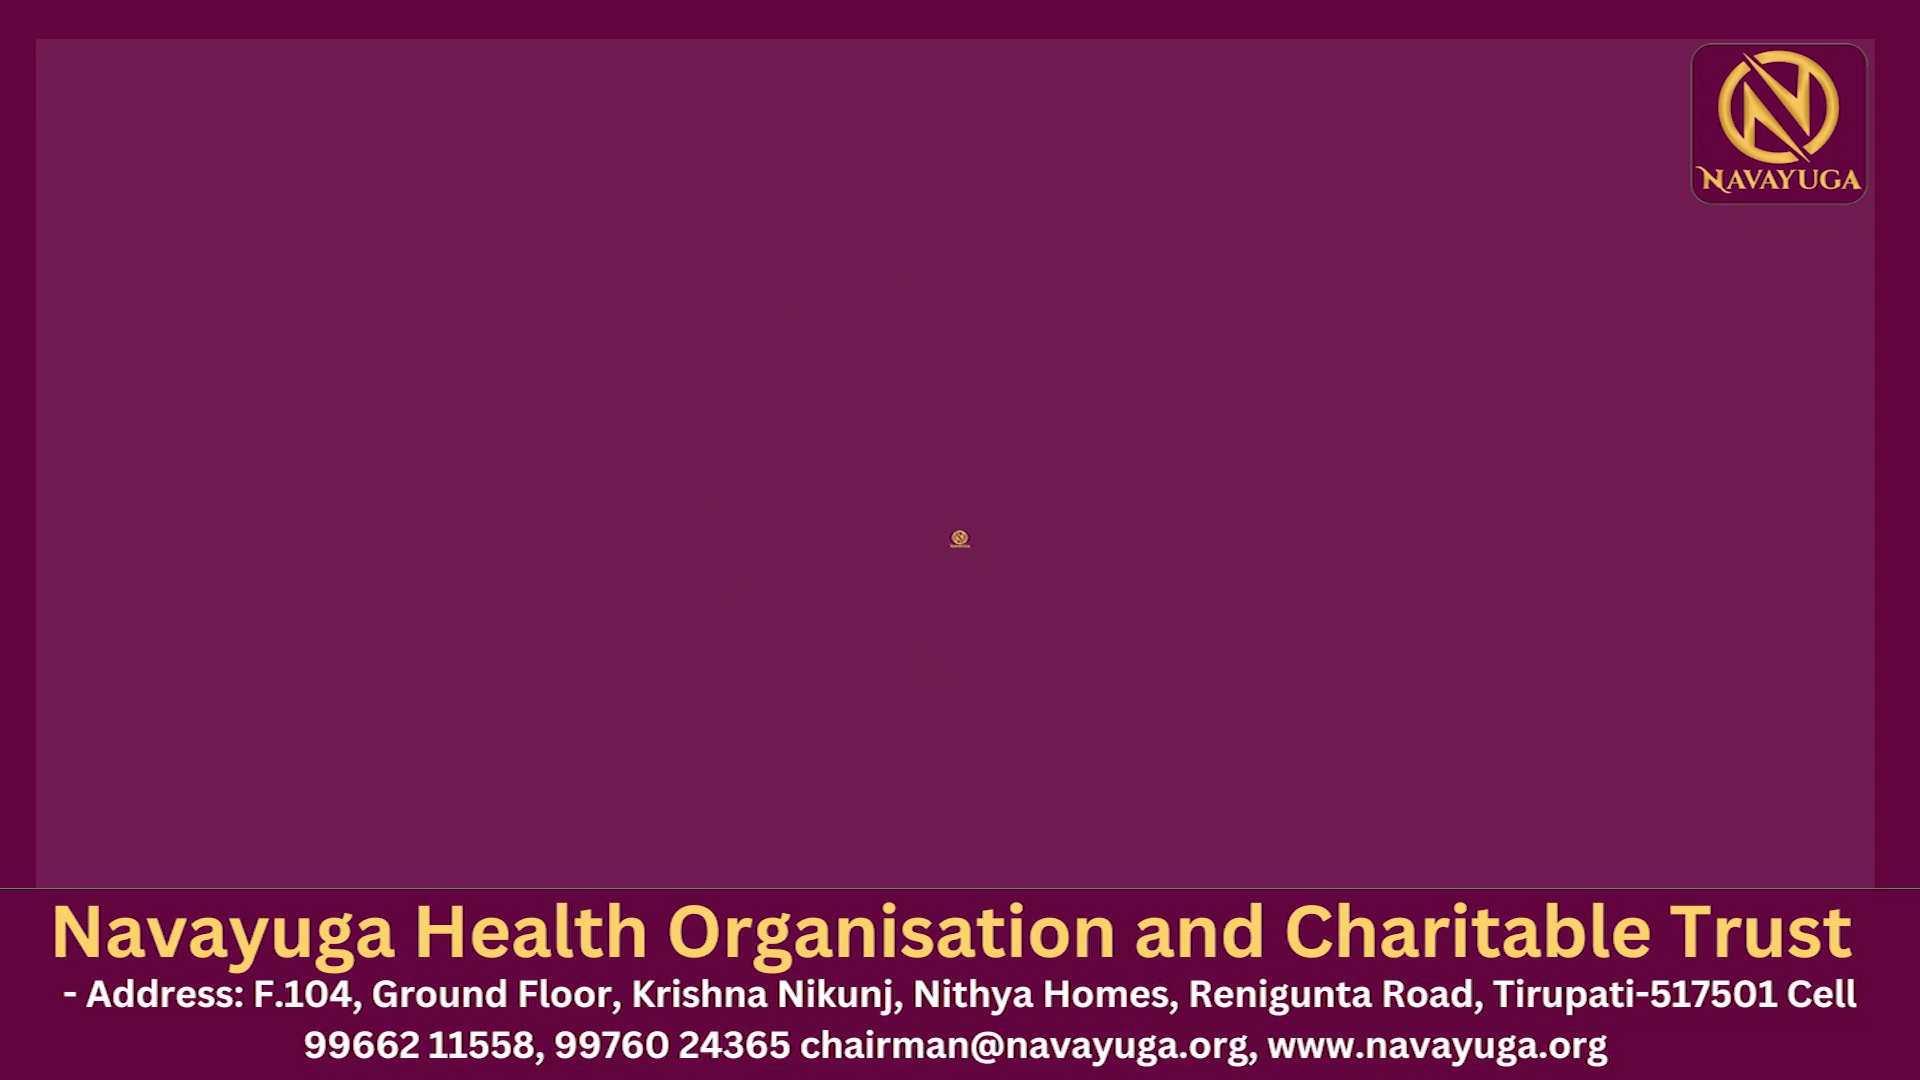 NAVAYUGA
Navayuga Health Organisation and Charitable Trust
- Address: F.104, Ground Floor, Krishna Nikunj, Nithya Homes, Renigunta Road, Tirupati-517501 Cell
99662 11558, 99760 24365 chairman@navayuga.org, www.navayuga.org